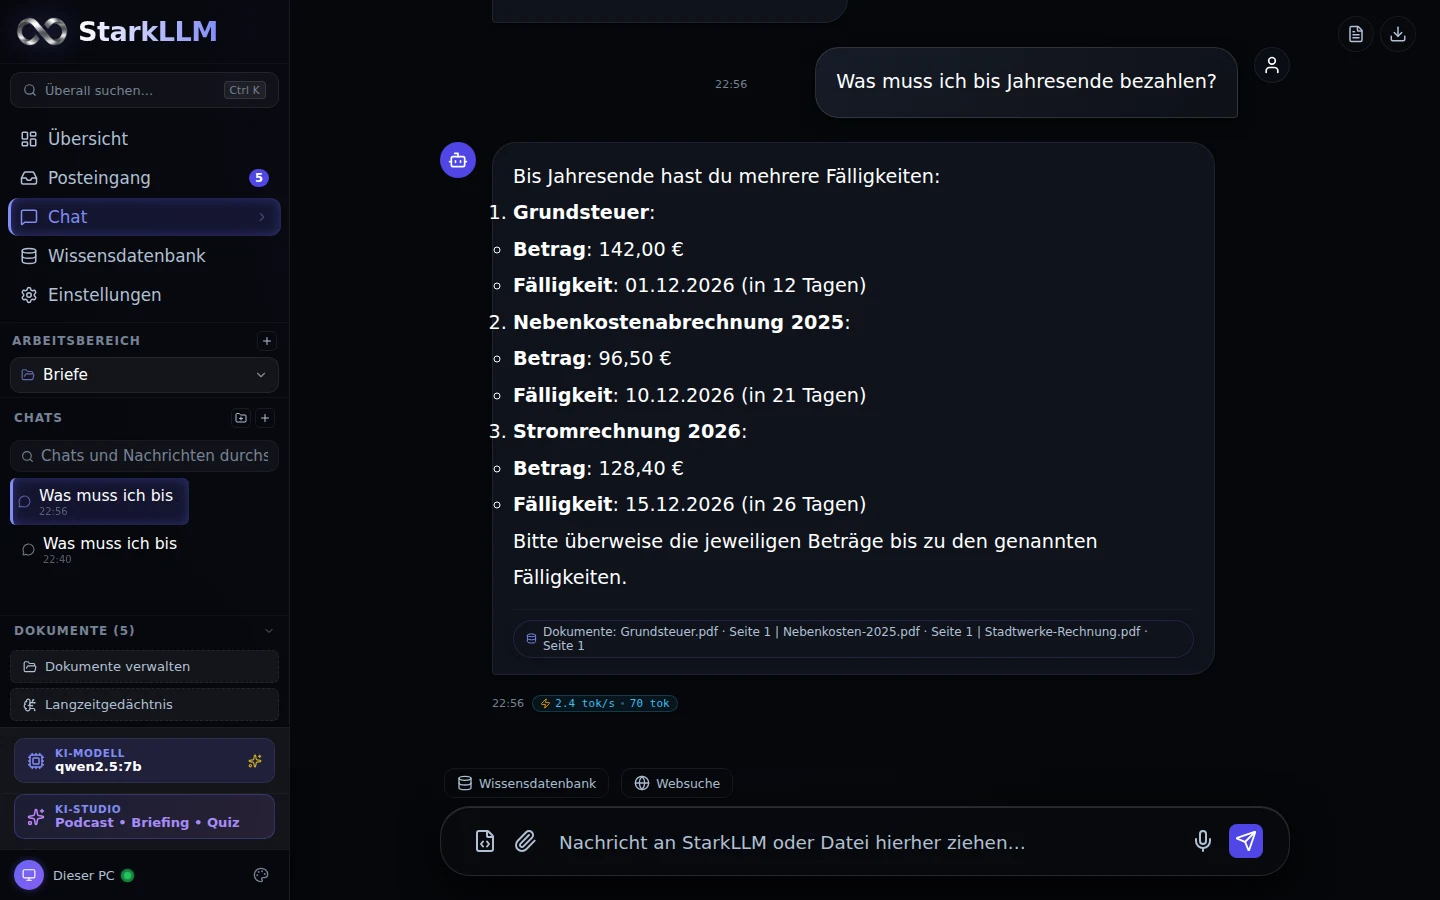 StarkLLM
Überall suchen...
Ctrl K
Übersicht
Posteingang
5
Chat
Wissensdatenbank
Einstellungen
ARBEITSBEREICH
Briefe
CHATS
Chats und Nachrichten durchs
Was muss ich bis
22:56
Was muss ich bis
22:40
DOKUMENTE (5)
Dokumente verwalten
Langzeitgedächtnis
KI-MODELL
qwen2.5:7b
KI-STUDIO
Podcast • Briefing • Quiz
Dieser PC
22:56
Was muss ich bis Jahresende bezahlen?
Bis Jahresende hast du mehrere Fälligkeiten:
1. Grundsteuer:
Betrag: 142,00 €
Fälligkeit: 01.12.2026 (in 12 Tagen)
2. Nebenkostenabrechnung 2025:
Betrag: 96,50 €
Fälligkeit: 10.12.2026 (in 21 Tagen)
3. Stromrechnung 2026:
Betrag: 128,40 €
Fälligkeit: 15.12.2026 (in 26 Tagen)
Bitte überweise die jeweiligen Beträge bis zu den genannten
Fälligkeiten.
Dokumente: Grundsteuer.pdf · Seite 1 | Nebenkosten-2025.pdf · Seite 1 | Stadtwerke-Rechnung.pdf ·
Seite 1
22:56
2.4 tok/s • 70 tok
Wissensdatenbank
Websuche
Nachricht an StarkLLM oder Datei hierher ziehen...